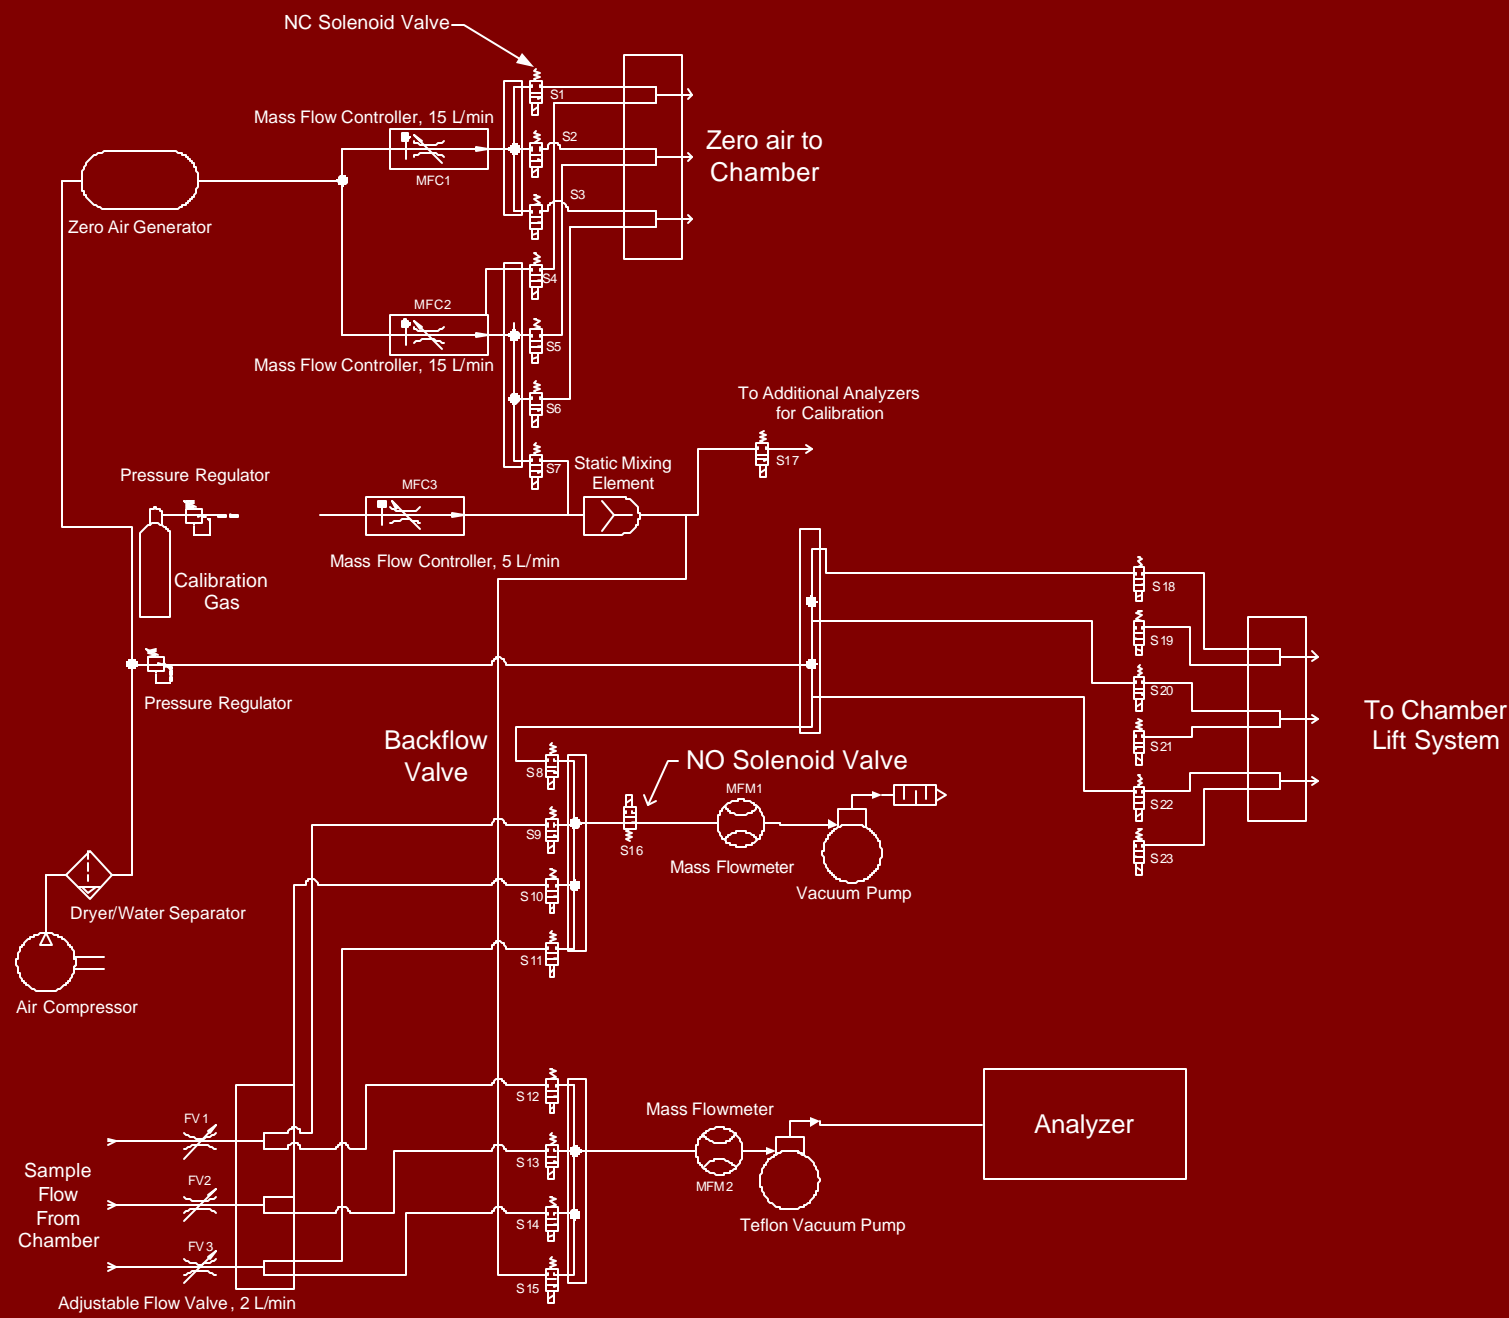 NC Solenoid Valve
S1
Mass Flow Controller, 15 L/min
S2
Zero air to
Chamber
MFC1
S3
Zero Air Generator
S4
MFC2
S5
Mass Flow Controller, 15 L/min
To Additional Analyzers
for Calibration
S6
S7
Static Mixing
Element
S17
Pressure Regulator
MFC3
Mass Flow Controller, 5 L/min
Calibration
Gas
S18
S19
S20
Pressure Regulator
To Chamber
Lift System
S21
Backflow
Valve
NO Solenoid Valve
S8
MFM1
S22
S9
S16
Mass Flowmeter
S23
Vacuum Pump
S10
Dryer/Water Separator
S11
Air Compressor
S12
Mass Flowmeter
Analyzer
FV1
S13
Sample
Flow
From
Chamber
FV2
MFM2
S14
Teflon Vacuum Pump
FV3
S15
Adjustable Flow Valve, 2 L/min